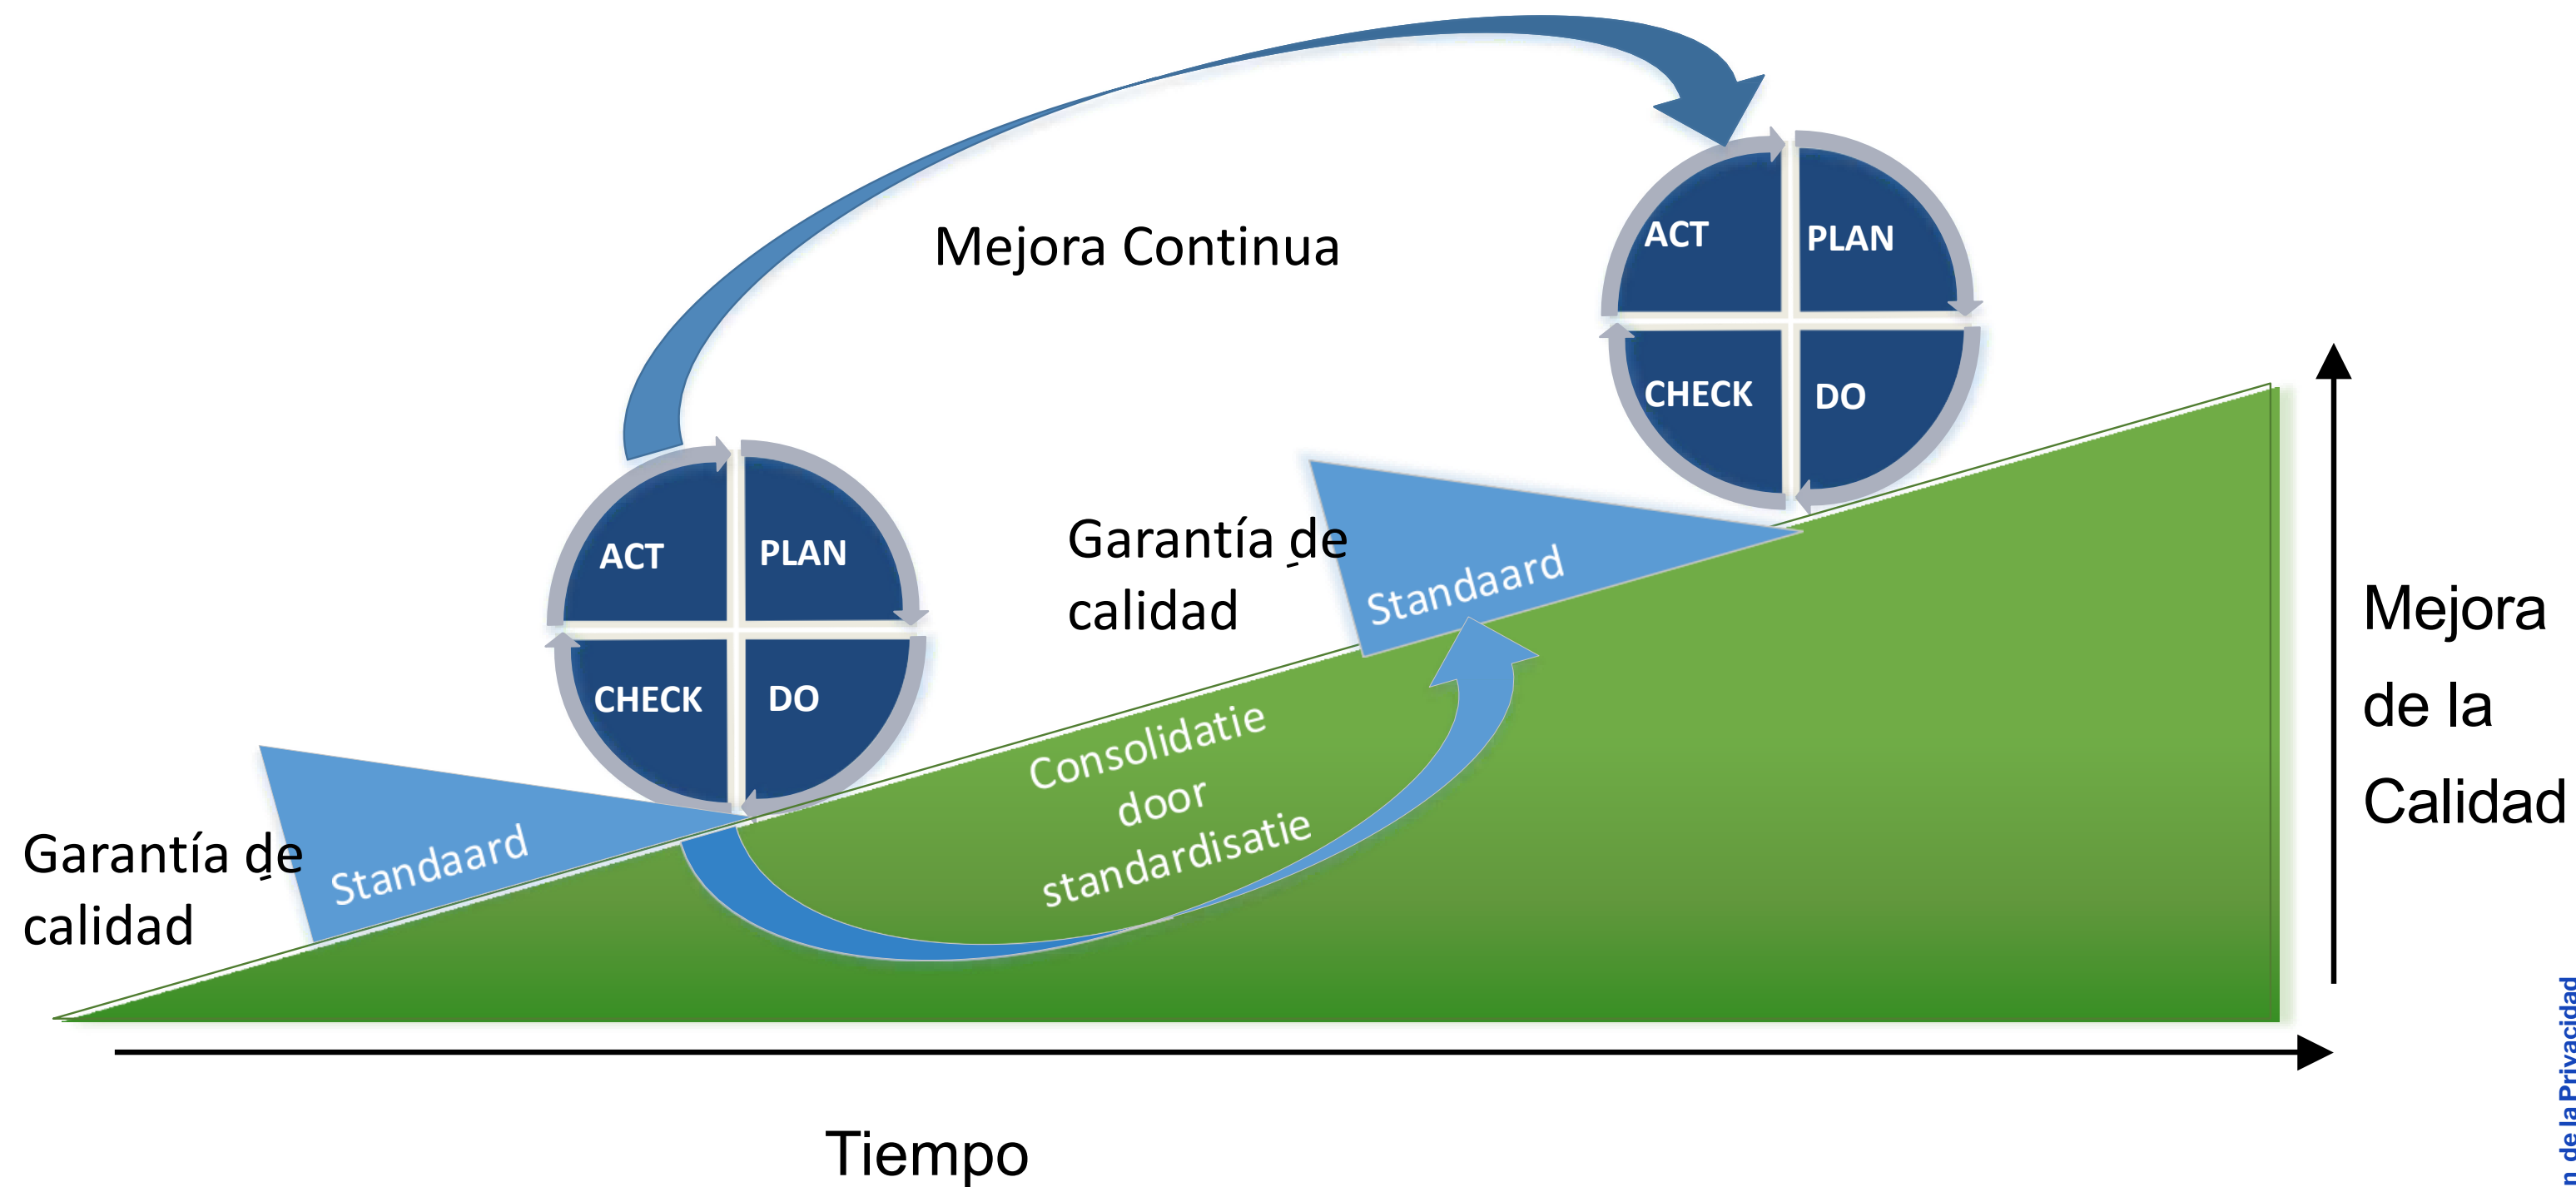 Mejora Continua
ACT
PLAN
CHECK
DO
ACT
PLAN
CHECK
DO
Garantía de
calidad
Standaard
Garantía de
calidad
Standaard
Consolidatie
door
standardisatie
Mejora
de la
Calidad
Tiempo
de la Privacidad